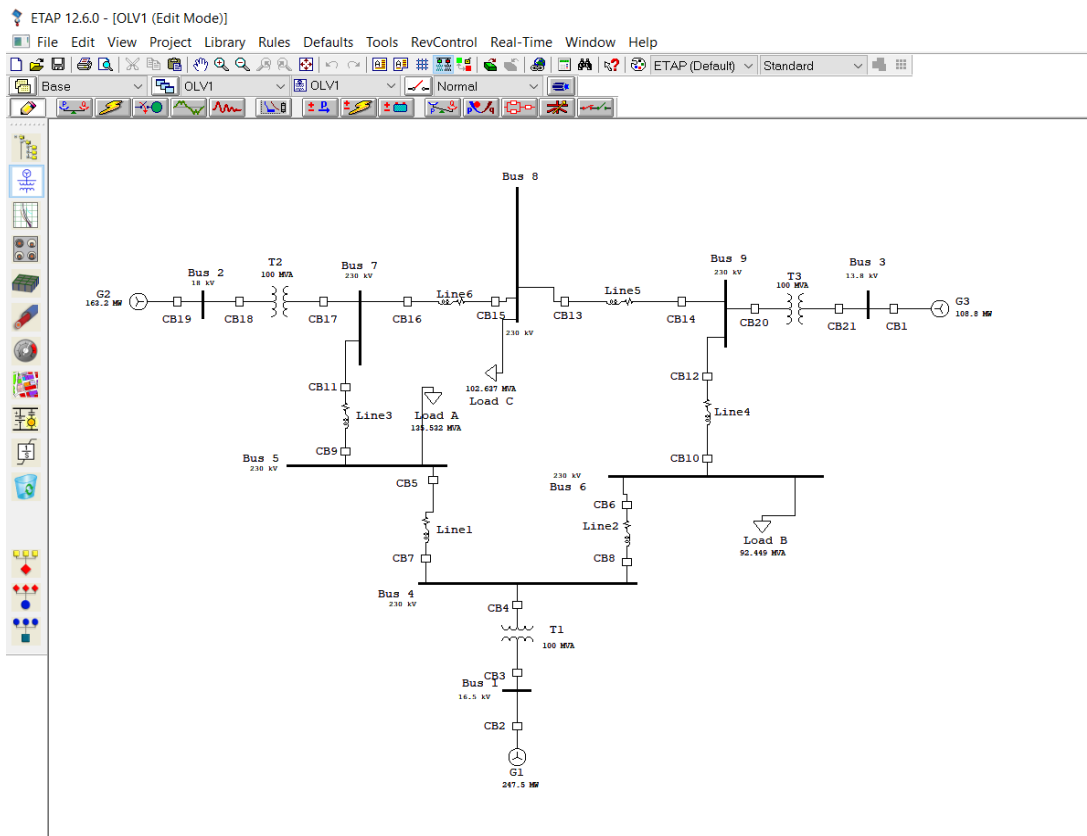 ETAP 12.6.0 - [OLV1 (Edit Mode)]
File Edit View Project Library Rules Defaults Tools RevControl Real-Time Window Help
ETAP (Default) Standard
Base OLV1 OLV1 Normal
Bus 8
Bus 2
18 kV
T2
100 MVA
Bus 7
230 kV
Bus 9
230 kV
T3
100 MVA
Bus 3
13.8 kV
G2
163.2 MW
CB19
CB18
CB17
CB16
Line6
CB15
230 kV
CB13
Line5
CB14
CB20
CB21
CB1
G3
108.8 MW
CB11
102.637 MVA
Load C
CB12
Line3
Load A
135.532 MVA
Line4
CB9
Bus 5
230 kV
CB10
CB5
230 kV
Bus 6
CB6
Line1
Line2
Load B
92.449 MVA
CB7
CB8
Bus 4
230 kV
CB4
T1
100 MVA
CB3
Bus 1
16.5 kV
CB2
G1
247.5 MW